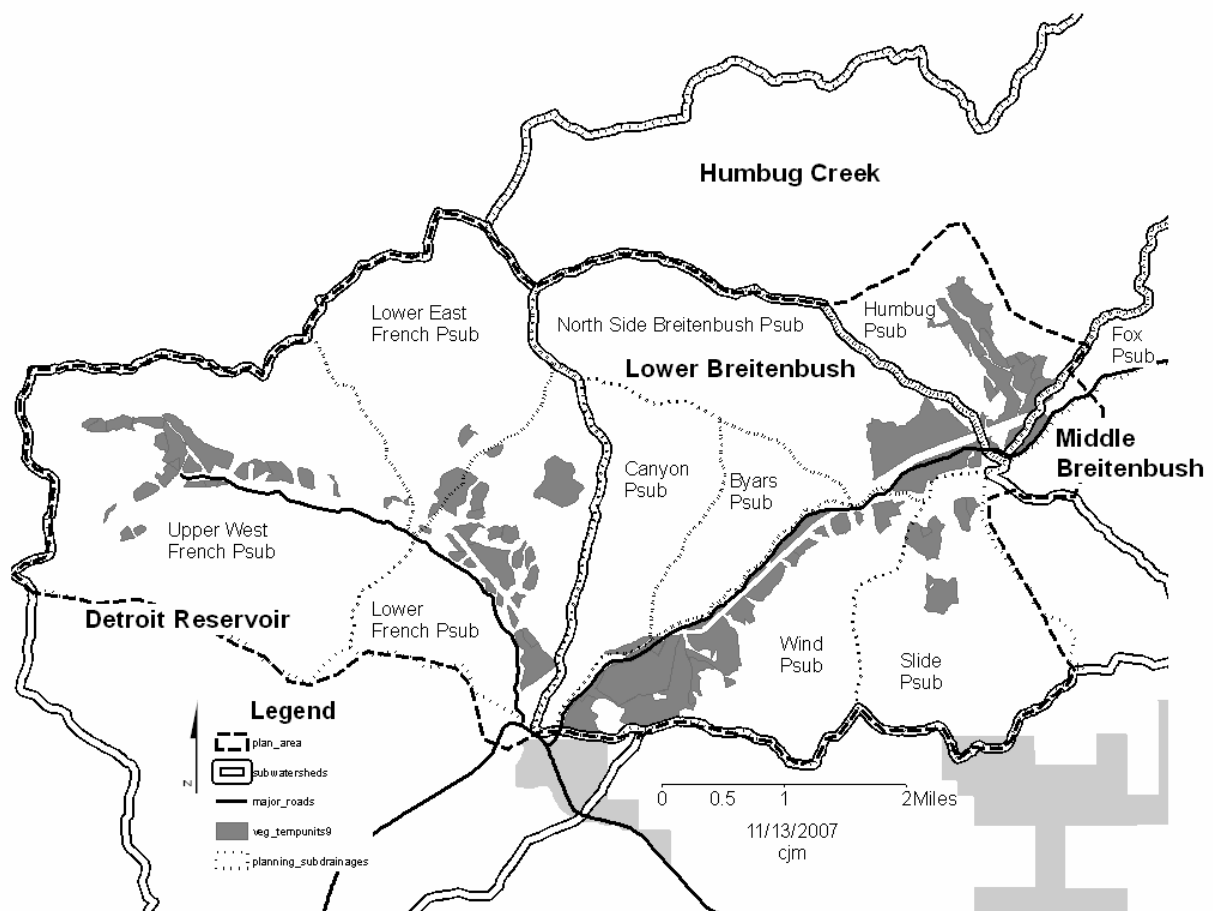 Humbug Creek
Lower East
French Psub
North Side Breitenbush Psub
Humbug
Psub
Fox
Psub
Lower Breitenbush
Middle
Breitenbush
Canyon
Psub
Byars
Psub
Upper West
French Psub
Detroit Reservoir
Lower
French Psub
Wind
Psub
Slide
Psub
Legend
plan_area
subwatersheds
major_roads
veg_tempunits9
planning_subdrainages
N
0 0.5 1 2Miles
11/13/2007
cjm